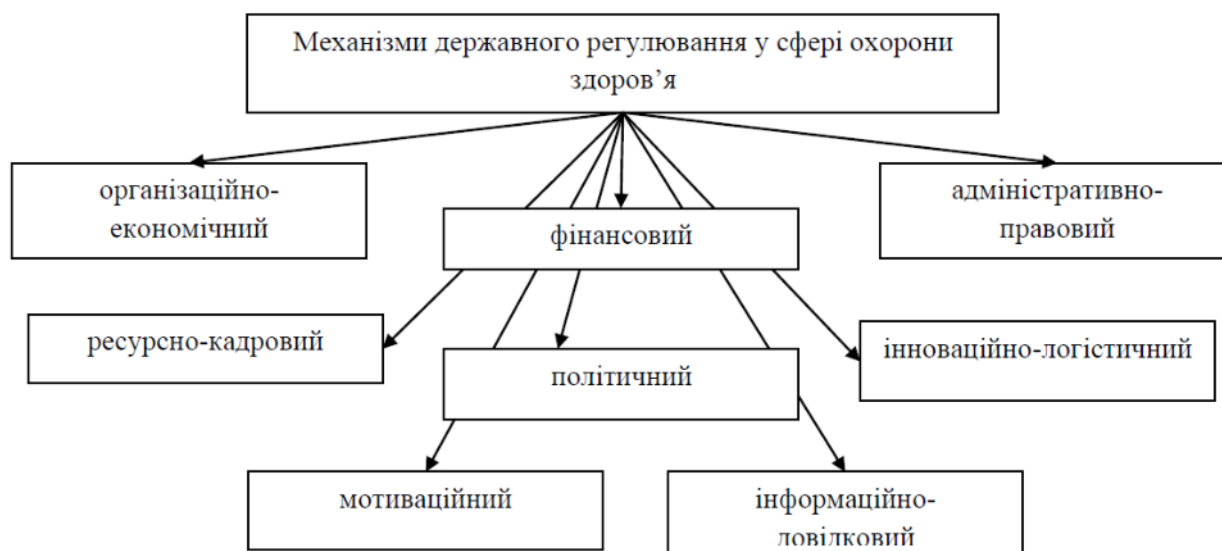 Механізми державного регулювання у сфері охорони
здоров’я
організаційно-
економічний
адміністративно-
правовий
фінансовий
ресурсно-кадровий
інноваційно-логістичний
політичний
мотиваційний
інформаційно-
довідковий